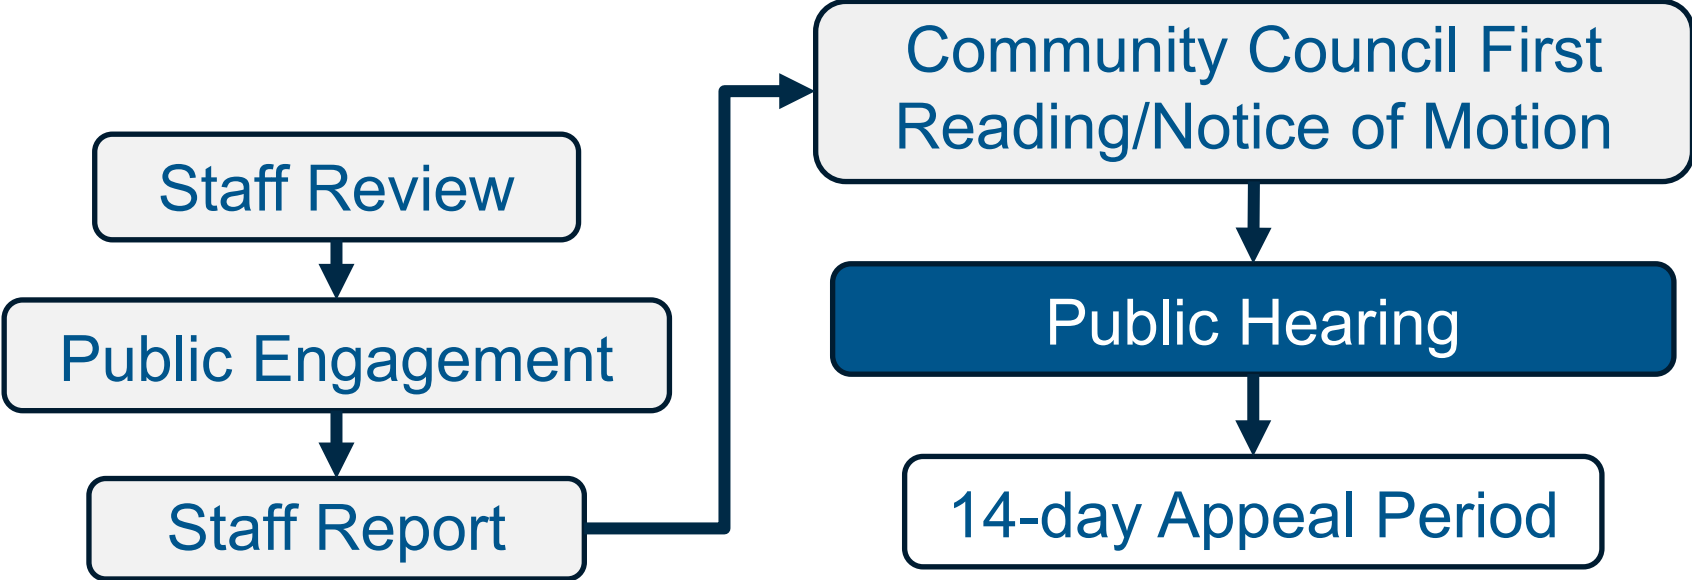 Staff Review
Public Engagement
Staff Report
Community Council First
Reading/Notice of Motion
Public Hearing
14-day Appeal Period